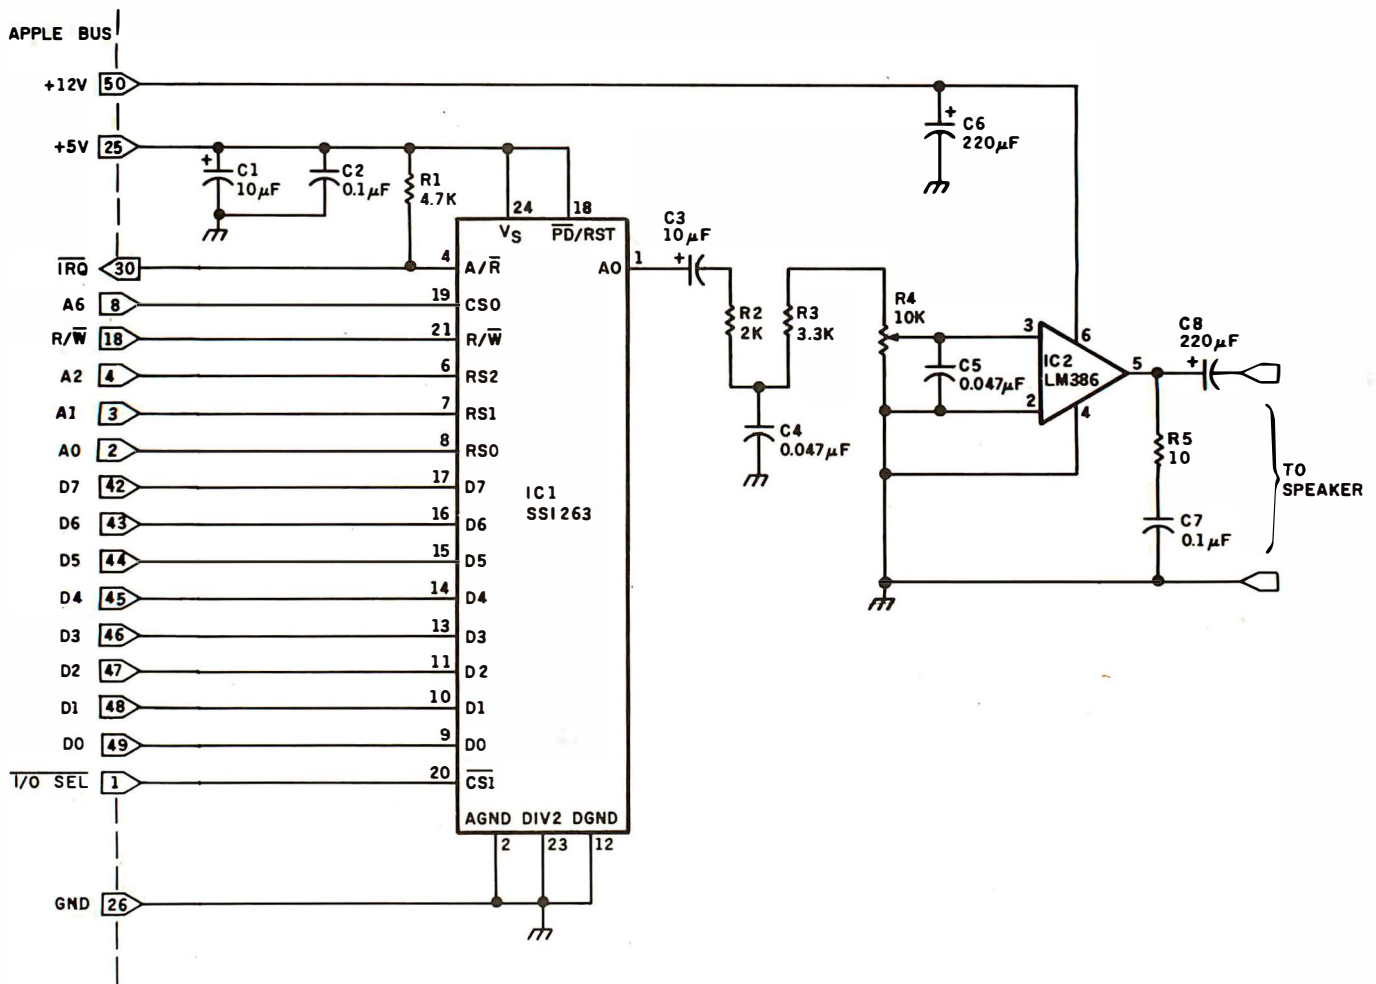 APPLE BUS
+12V 50
+5V 25
+ C1
10μF
C2
0.1μF
R1
4.7K
+ C6
220μF
24 18
VS PD/RST
C3
10μF
+
IRQ 30 4 A/R AO 1
A6 8 19 CS0
R/W 18 21 R/W
A2 4 6 RS2
A1 3 7 RS1
A0 2 8 RS0
D7 42 17 D7
D6 43 16 D6
D5 44 15 D5
D4 45 14 D4
D3 46 13 D3
D2 47 11 D2
D1 48 10 D1
D0 49 9 D0
I/O SEL 1 20 CS1
IC1
SSI263
AGND DIV2 DGND
2 23 12
GND 26
R2
2K
R3
3.3K
R4
10K
C4
0.047μF
C5
0.047μF
3 6
IC2
LM386
5
2 4
C8
220μF
+
R5
10
C7
0.1μF
TO
SPEAKER